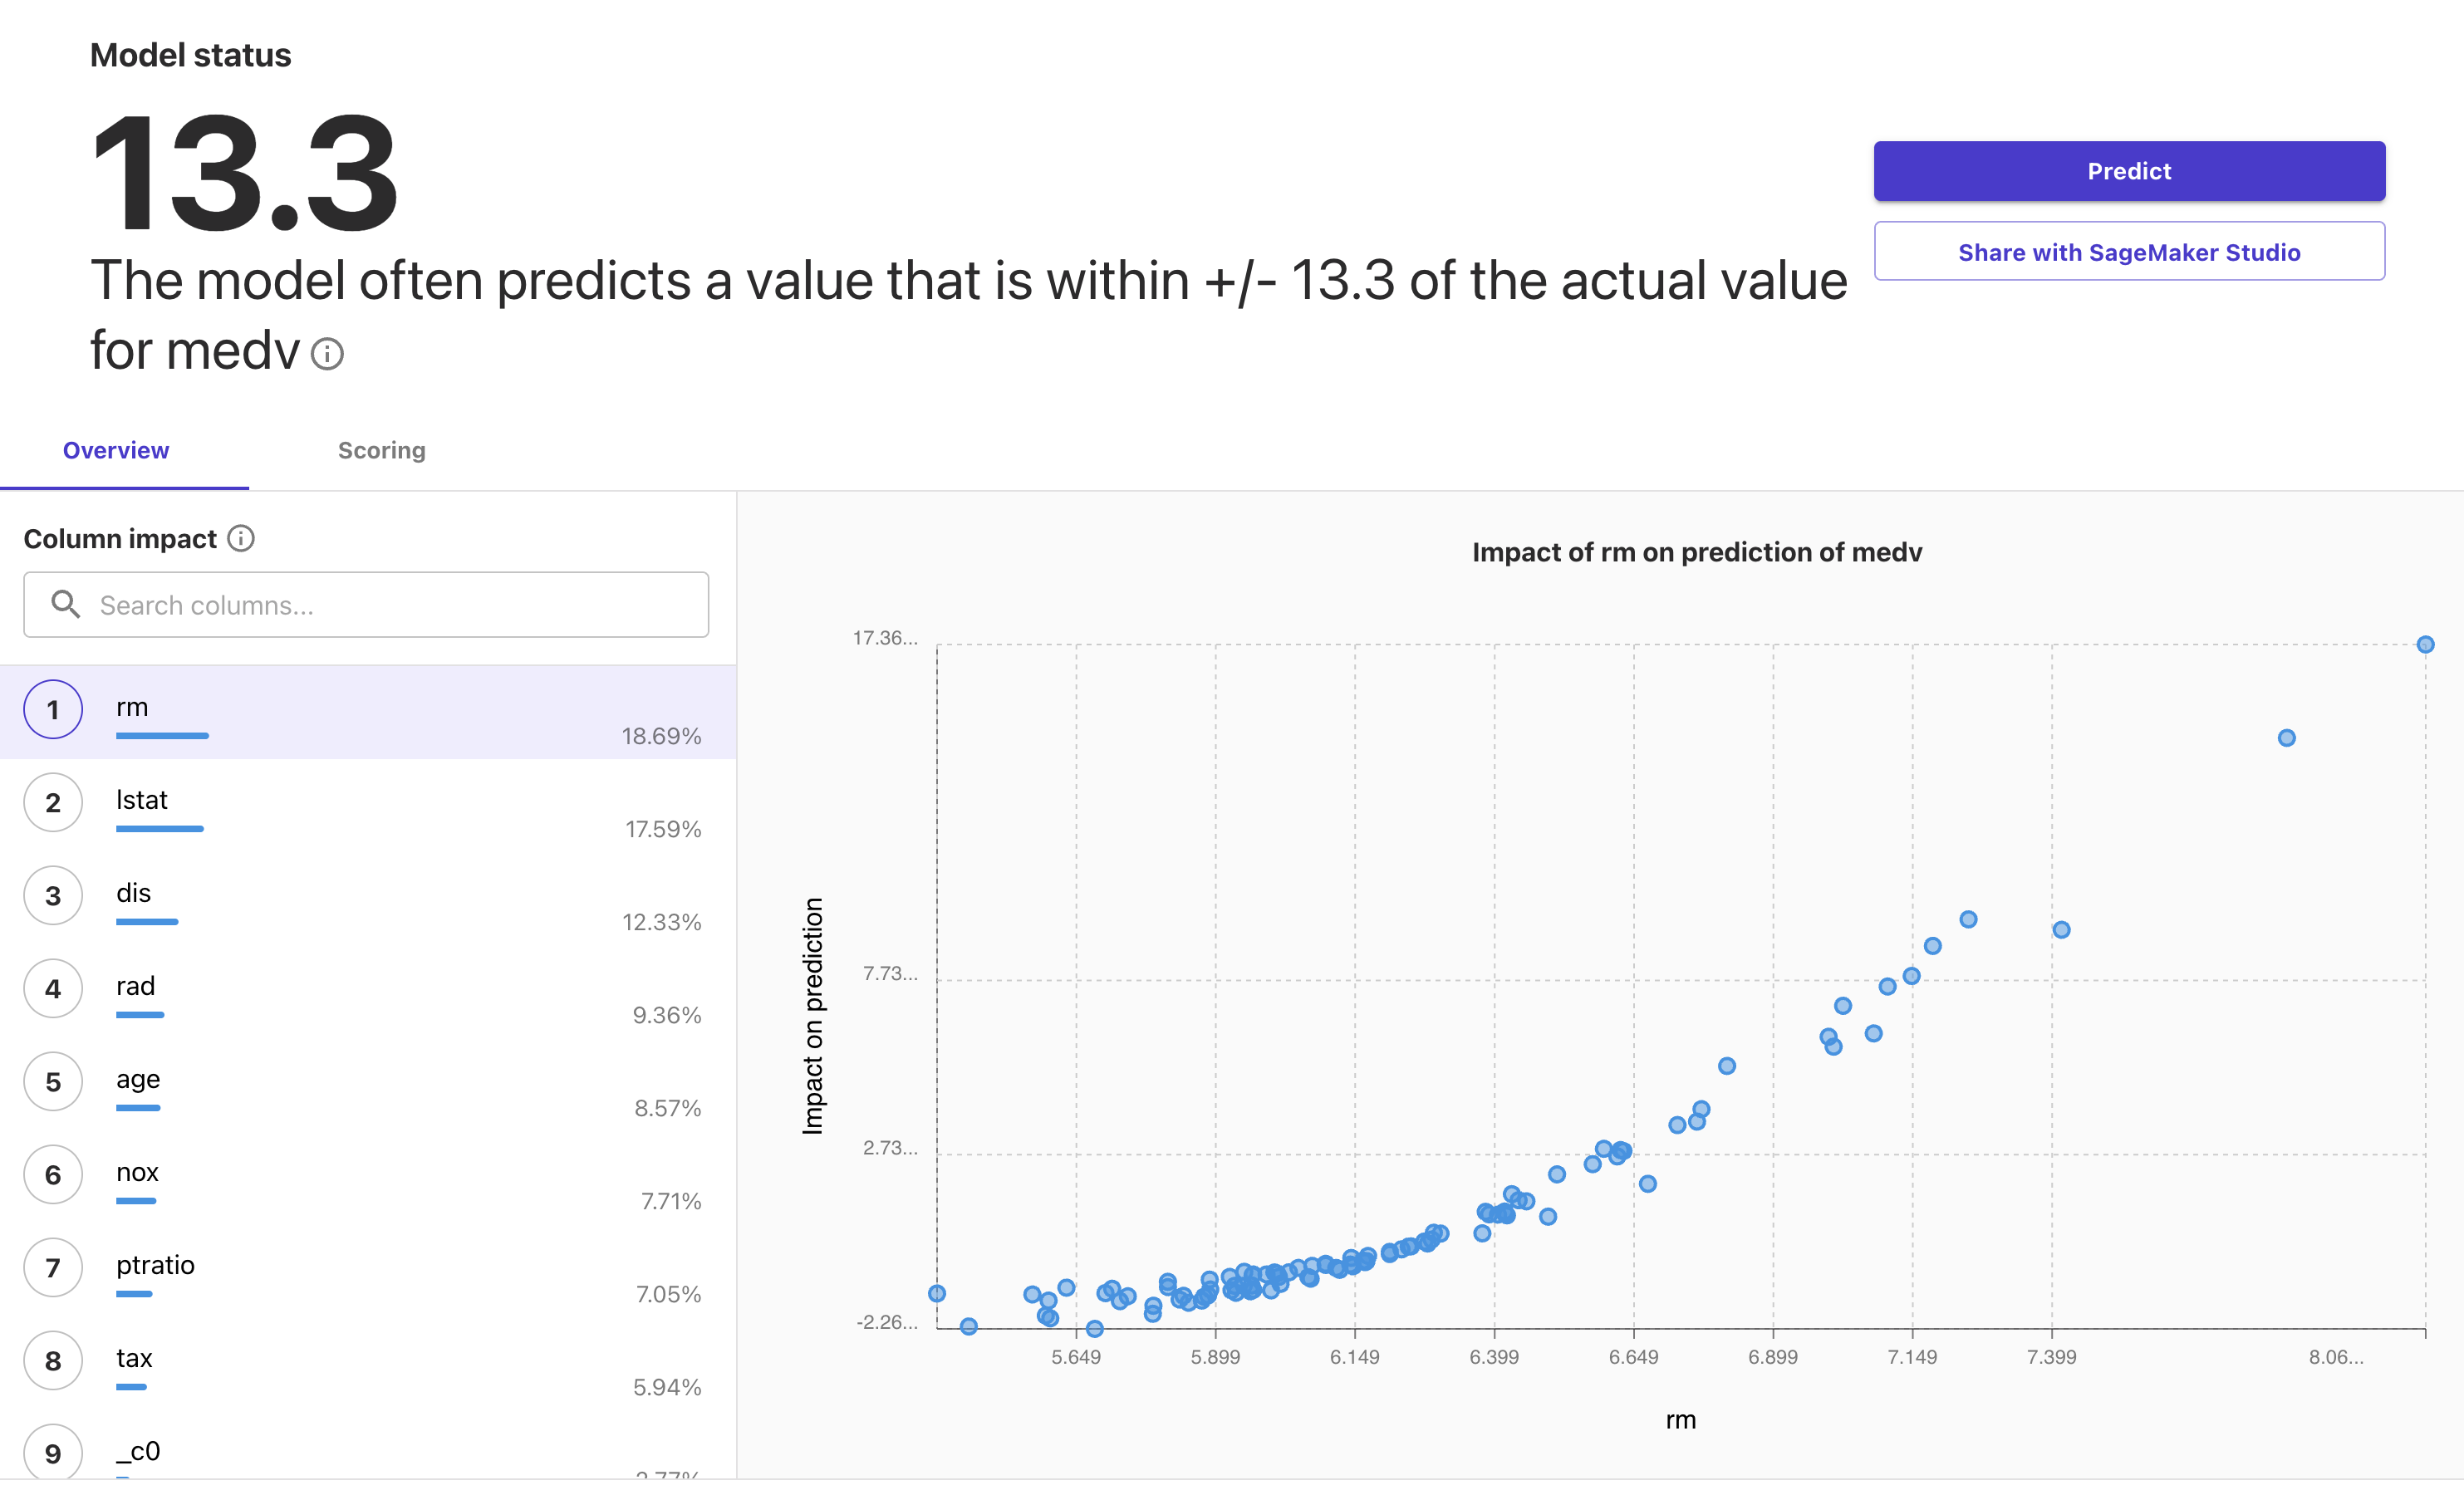 Model status
13.3
The model often predicts a value that is within +/- 13.3 of the actual value
for medv
Predict
Share with SageMaker Studio
Overview
Scoring
Column impact
Search columns...
1
rm
18.69%
2
lstat
17.59%
3
dis
12.33%
4
rad
9.36%
5
age
8.57%
6
nox
7.71%
7
ptratio
7.05%
8
tax
5.94%
9
_c0
Impact of rm on prediction of medv
Impact on prediction
17.36...
7.73...
2.73...
-2.26...
5.649
5.899
6.149
6.399
6.649
6.899
7.149
7.399
8.06...
rm